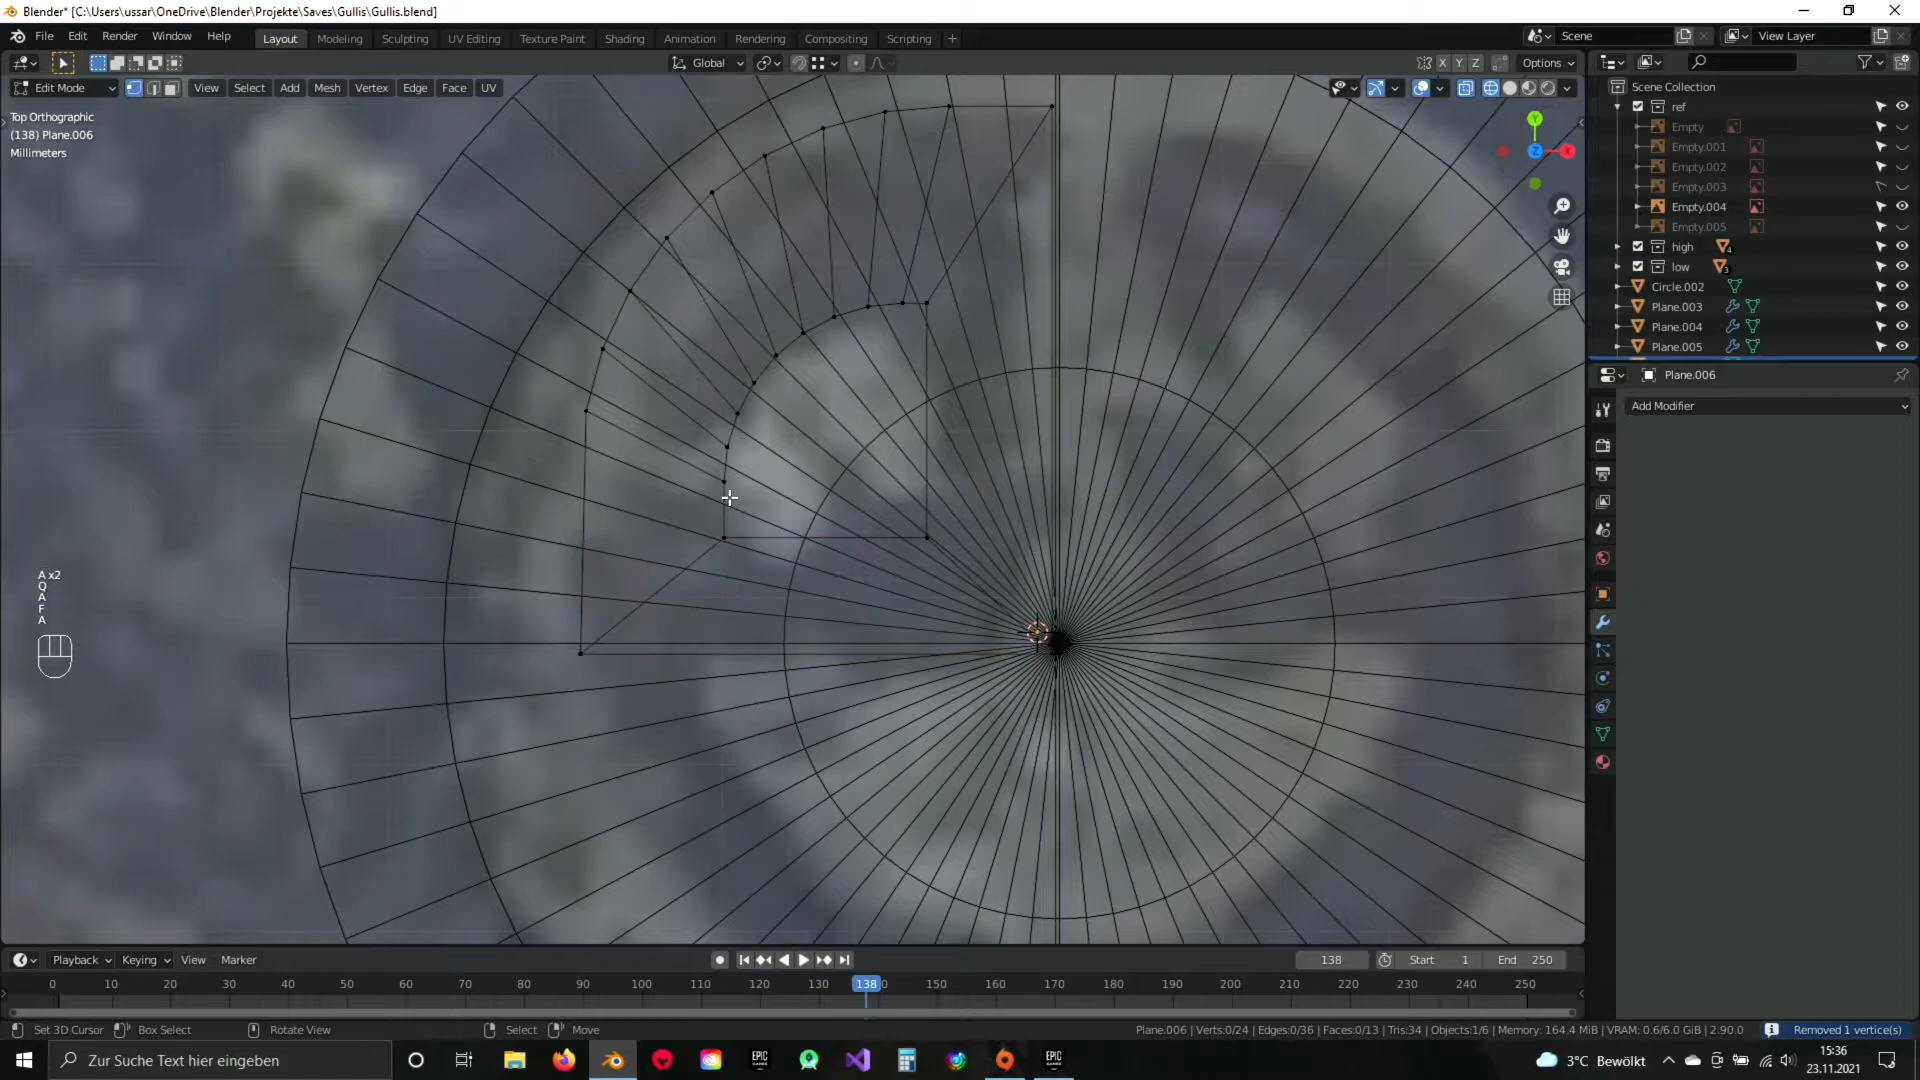 Blender* [C:\Users\ussar\OneDrive\Blender\Projekte\Saves\Gullis\Gullis.blend]
File Edit Render Window Help Layout Modeling Sculpting UV Editing Texture Paint Shading Animation Rendering Compositing Scripting + Scene View Layer
Global X Y Z Options
Edit Mode View Select Add Mesh Vertex Edge Face UV
Scene Collection
Top Orthographic
(138) Plane.006
Millimeters
Y
Z
X
ref
Empty
Empty.001
Empty.002
Empty.003
Empty.004
Empty.005
high 4
low 3
Circle.002
Plane.003
Plane.004
Plane.005
Plane.006
Add Modifier
A x2
Q
A
F
A
Playback Keying View Marker 138 Start 1 End 250
0 10 20 30 40 50 60 70 80 90 100 110 120 130 138 0 150 160 170 180 190 200 210 220 230 240 250
Set 3D Cursor Box Select Rotate View Select Move Plane.006 | Verts:0/24 | Edges:0/36 | Faces:0/13 | Tris:34 | Objects:1/6 | Memory: 164.4 MiB | VRAM: 0.6/6.0 GiB | 2.90.0 Removed 1 vertice(s)
Zur Suche Text hier eingeben EPIC GAMES EPIC GAMES 3°C Bewölkt 15:36
23.11.2021